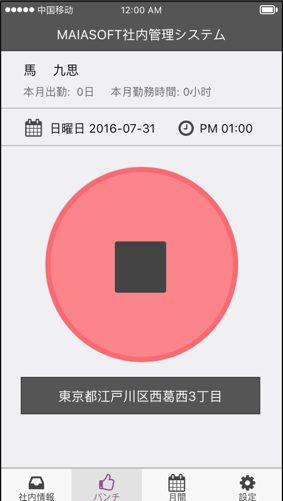 中国移动 12:00 AM
MAIASOFT社内管理システム
馬 九思
本月出勤: 0日 本月勤務時間: 0小时
日曜日 2016-07-31 PM 01:00
東京都江戸川区西葛西3丁目
社内情報 パンチ 月間 設定